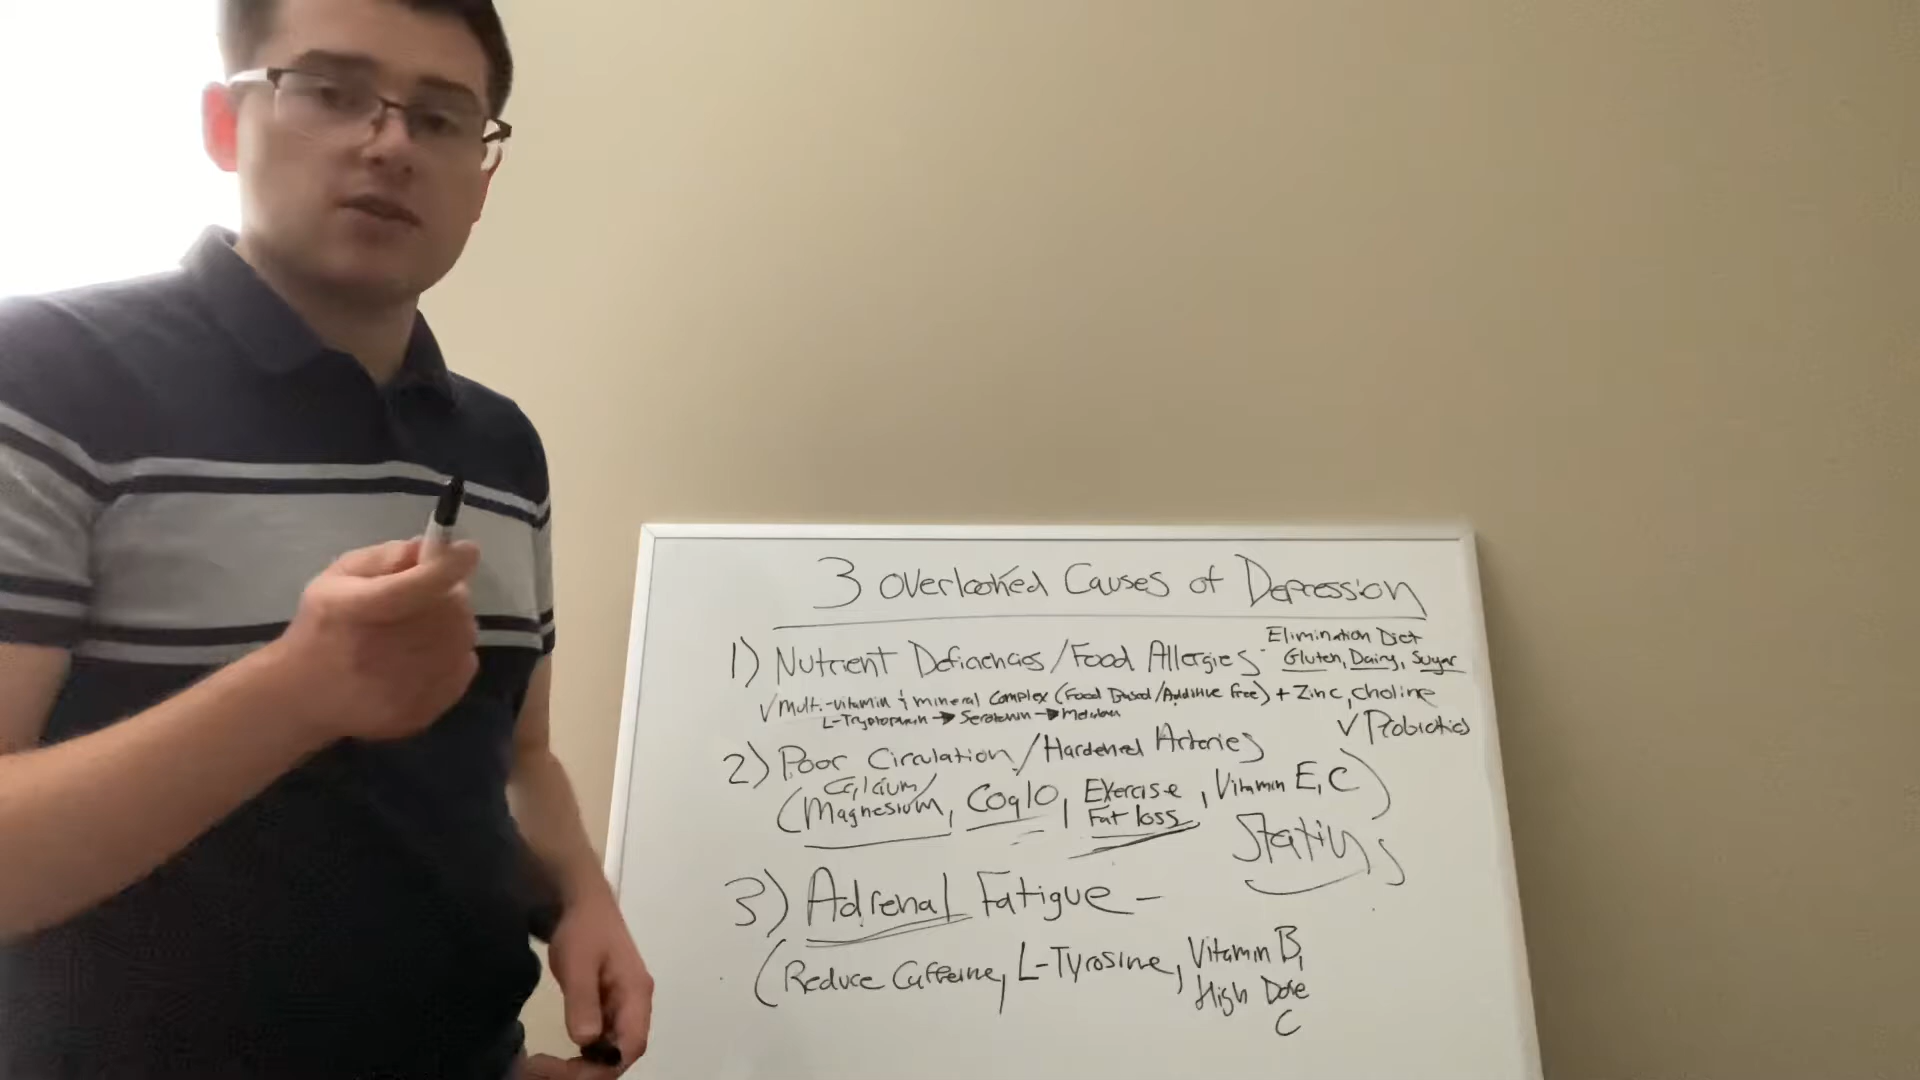 3 Overlooked Causes of Depression
1) Nutrient Deficiencies/Food Allergies - Elimination Diet
Gluten, Dairy, Sugar
✓ Multi-vitamin & mineral complex (Food Based/Additive free) + Zinc, choline
L-Tryptophan → Serotonin →
✓ Probiotics
2) Poor Circulation/Hardened Arteries
(Calcium/
Magnesium, Coq10, Exercise, Vitamin E, C)
Fat loss
Statins
3) Adrenal Fatigue -
(Reduce Caffeine, L-Tyrosine, Vitamin B,
High Dose
C